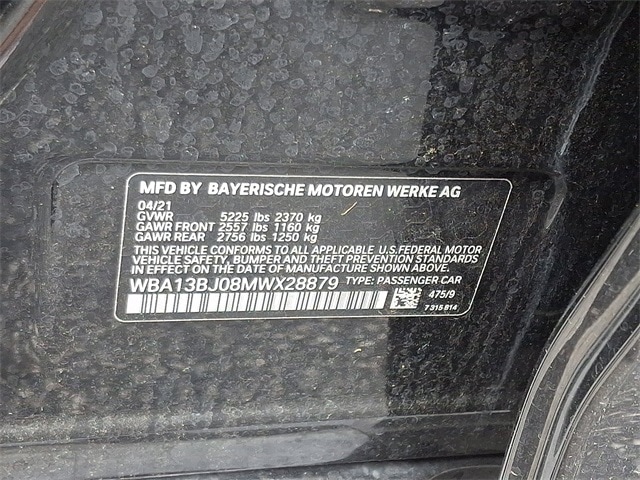 MFD BY BAYERISCHE MOTOREN WERKE AG
04/21
GVWR 5225 lbs 2370 kg
GAWR FRONT 2557 lbs 1160 kg
GAWR REAR 2756 lbs 1250 kg
THIS VEHICLE CONFORMS TO ALL APPLICABLE U.S. FEDERAL MOTOR
VEHICLE SAFETY, BUMPER AND THEFT PREVENTION STANDARDS
IN EFFECT ON THE DATE OF MANUFACTURE SHOWN ABOVE.
WBA13BJ08MWX28879 TYPE: PASSENGER CAR
475/9
7 315 814